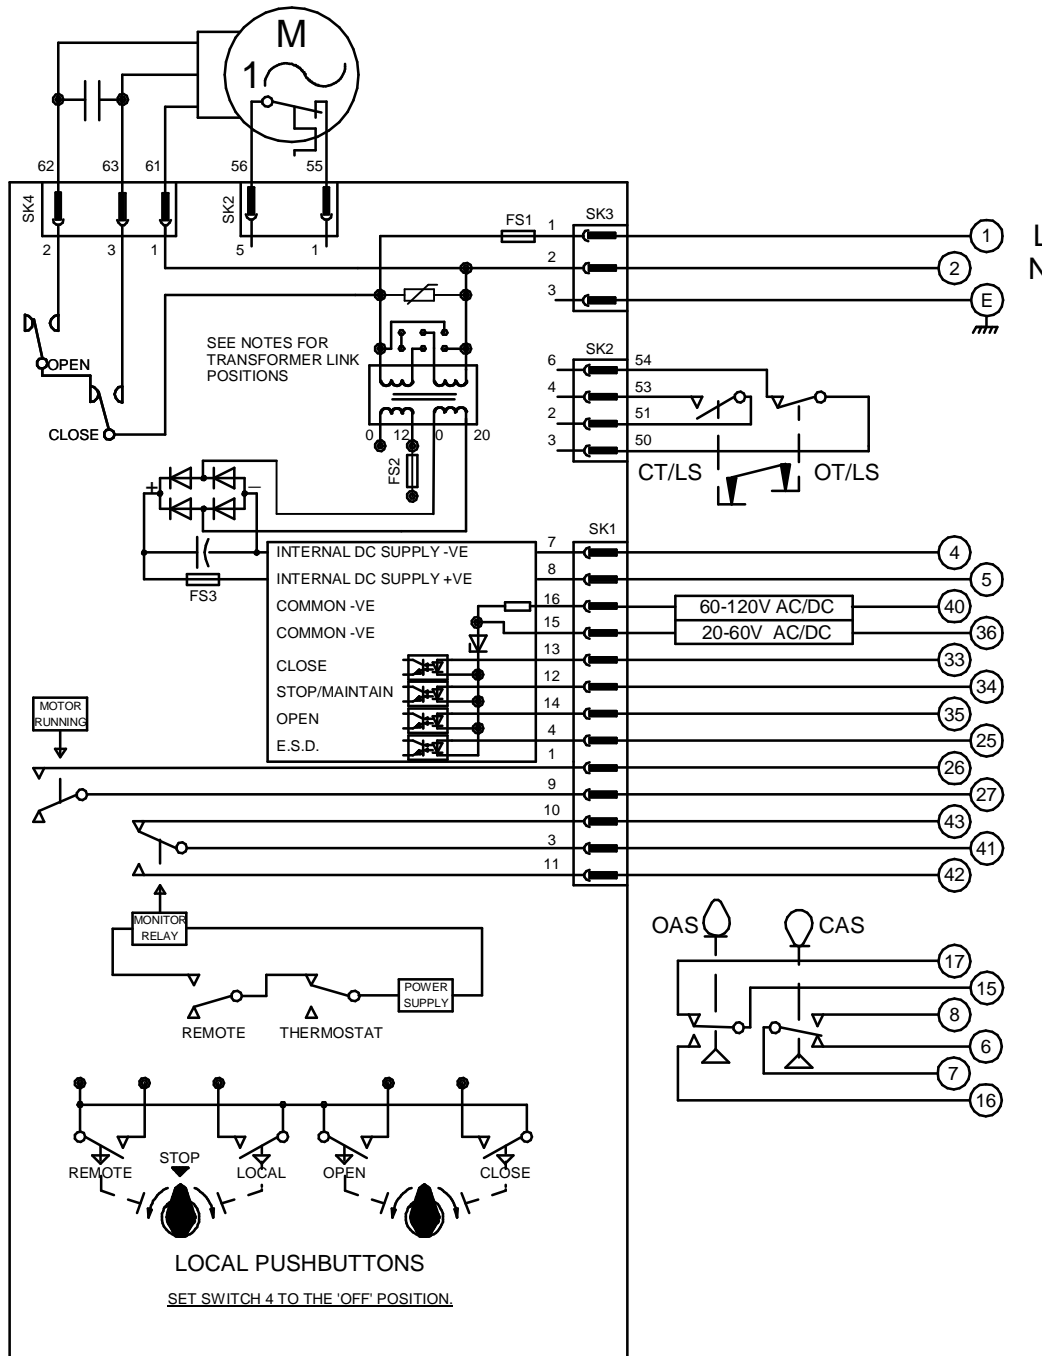 M
1
62 63 61 56 55
SK4
SK2
2 3 1 5 1
FS1
1
SK3
1
L
2
2
N
3
E
SEE NOTES FOR
TRANSFORMER LINK
POSITIONS
OPEN
CLOSE
SK2
6 54
4 53
2 51
3 50
CT/LS
OT/LS
0 12 0 20
FS2
+
–
FS3
SK1
INTERNAL DC SUPPLY -VE 7 4
INTERNAL DC SUPPLY +VE 8 5
COMMON -VE 16 60-120V AC/DC 40
COMMON -VE 15 20-60V AC/DC 36
CLOSE 13 33
STOP/MAINTAIN 12 34
OPEN 14 35
E.S.D. 4 25
1 26
9 27
10 43
3 41
11 42
MOTOR
RUNNING
MONITOR
RELAY
REMOTE
THERMOSTAT
POWER
SUPPLY
OAS
CAS
17
15
8
6
7
16
REMOTE
STOP
LOCAL
OPEN
CLOSE
LOCAL PUSHBUTTONS
SET SWITCH 4 TO THE 'OFF' POSITION.